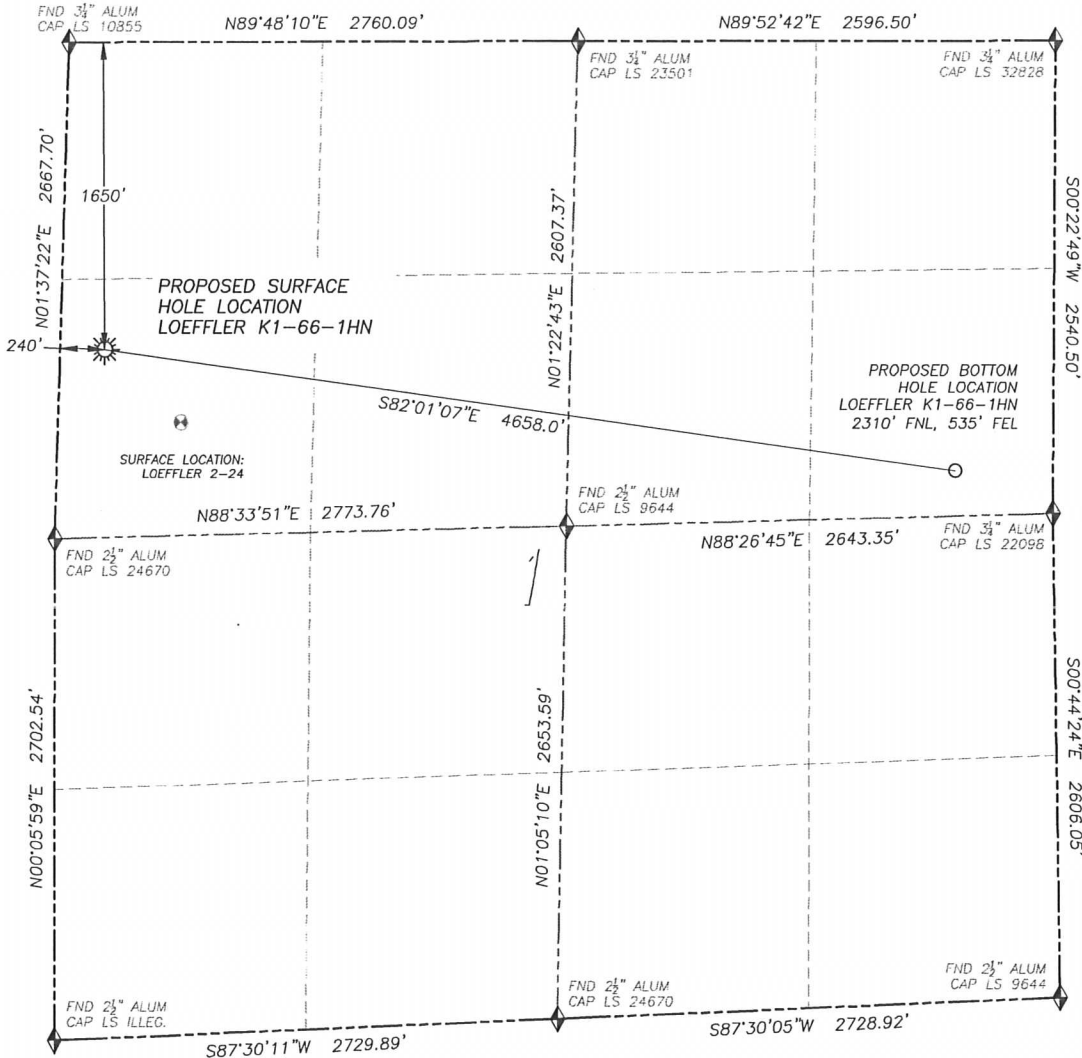 FND 3¼" ALUM
CAP LS 10855
N89°48'10"E 2760.09'
N89°52'42"E 2596.50'
FND 3¼" ALUM
CAP LS 23501
FND 3¼" ALUM
CAP LS 32828
N01°37'22"E 2667.70'
1650'
N01°22'43"E 2607.37'
S00°22'49"W 2540.50'
PROPOSED SURFACE
HOLE LOCATION
LOEFFLER K1-66-1HN
240'
S82°01'07"E 4658.0'
PROPOSED BOTTOM
HOLE LOCATION
LOEFFLER K1-66-1HN
2310' FNL, 535' FEL
SURFACE LOCATION:
LOEFFLER 2-24
N88°33'51"E 2773.76'
FND 2½" ALUM
CAP LS 9644
FND 2½" ALUM
CAP LS 24670
N88°26'45"E 2643.35'
FND 3¼" ALUM
CAP LS 22098
N00°05'59"E 2702.54'
N01°05'10"E 2653.59'
S00°44'24"E 2606.05'
FND 2½" ALUM
CAP LS ILLEG.
S87°30'11"W 2729.89'
FND 2½" ALUM
CAP LS 24670
S87°30'05"W 2728.92'
FND 2½" ALUM
CAP LS 9644